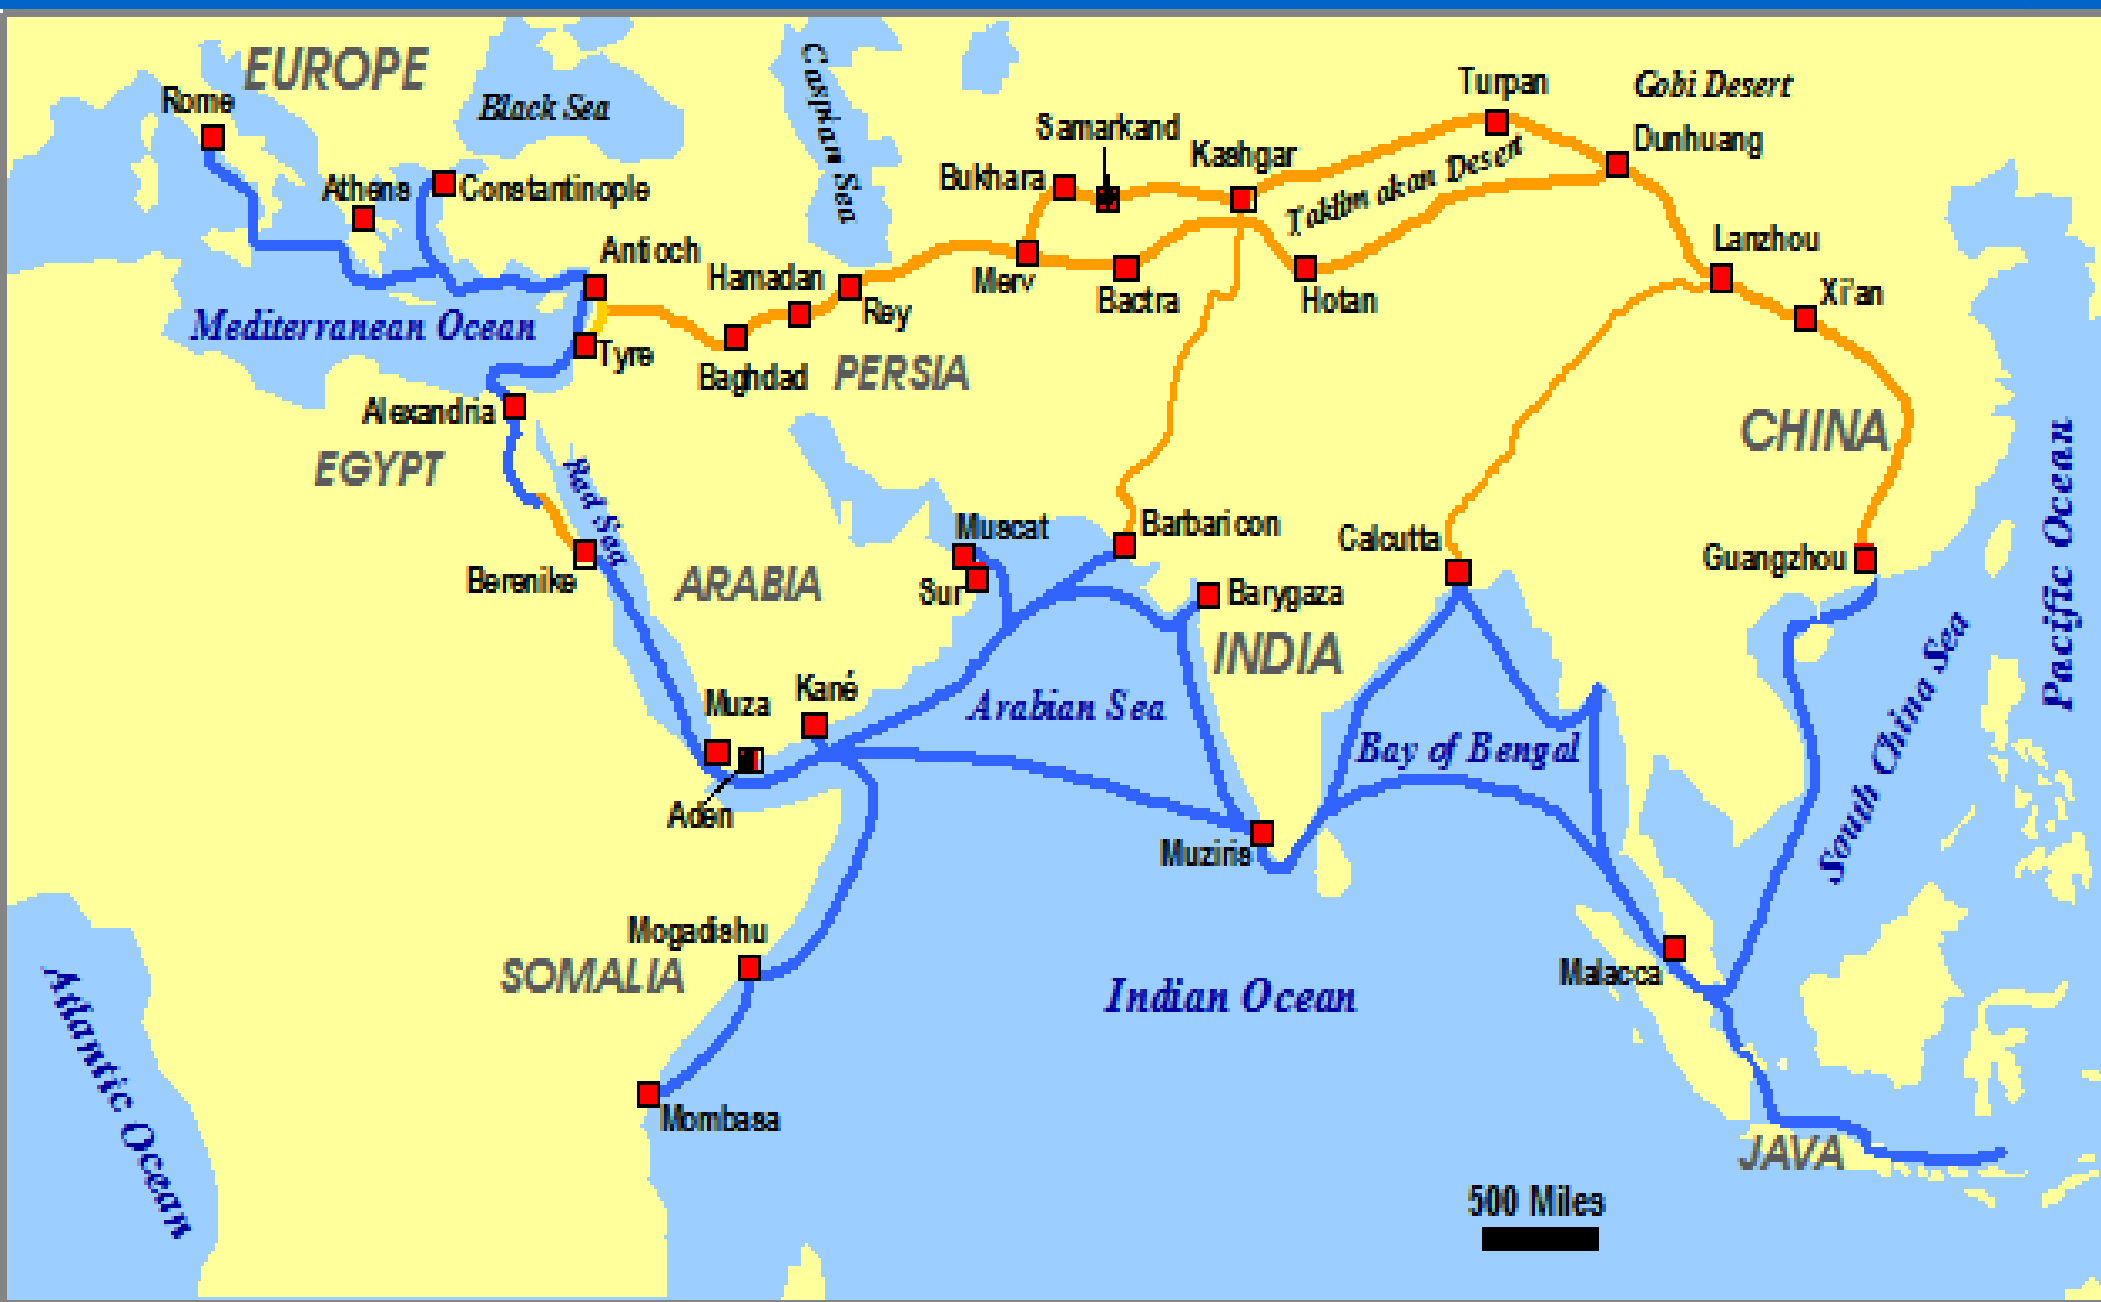 EUROPE
Rome
Black Sea
Caspian Sea
Turpan
Gobi Desert
Samarkand
Kashgar
Dunhuang
Bukhara
Taklimakan Desert
Athens
Constantinople
Antioch
Hamadan
Rey
Merv
Bactra
Hotan
Lanzhou
Xi'an
Mediterranean Ocean
Tyre
Baghdad
PERSIA
Alexandria
EGYPT
CHINA
Red Sea
Pacific Ocean
Muscat
Barbaricon
Calcutta
Guangzhou
Berenike
ARABIA
Sur
Barygaza
INDIA
Muza
Kané
Arabian Sea
Bay of Bengal
South China Sea
Aden
Muziris
Mogadishu
SOMALIA
Malacca
Indian Ocean
Atlantic Ocean
Mombasa
JAVA
500 Miles